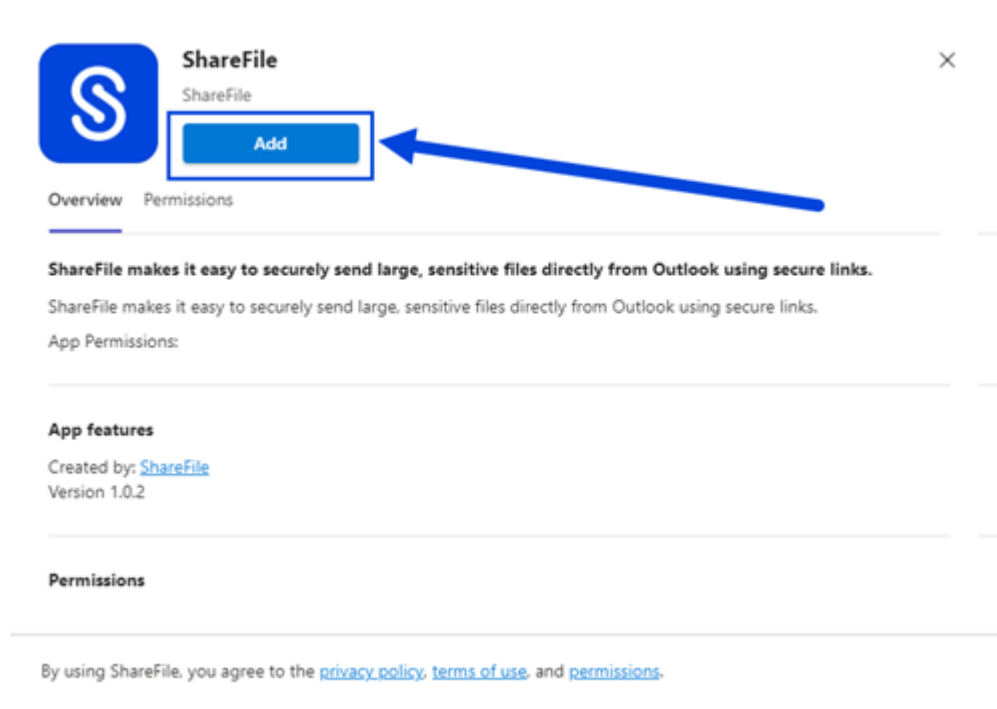 ShareFile
ShareFile
Add
Overview Permissions
ShareFile makes it easy to securely send large, sensitive files directly from Outlook using secure links.
ShareFile makes it easy to securely send large, sensitive files directly from Outlook using secure links.
App Permissions:
App features
Created by: ShareFile
Version 1.0.2
Permissions
By using ShareFile, you agree to the privacy policy, terms of use, and permissions.